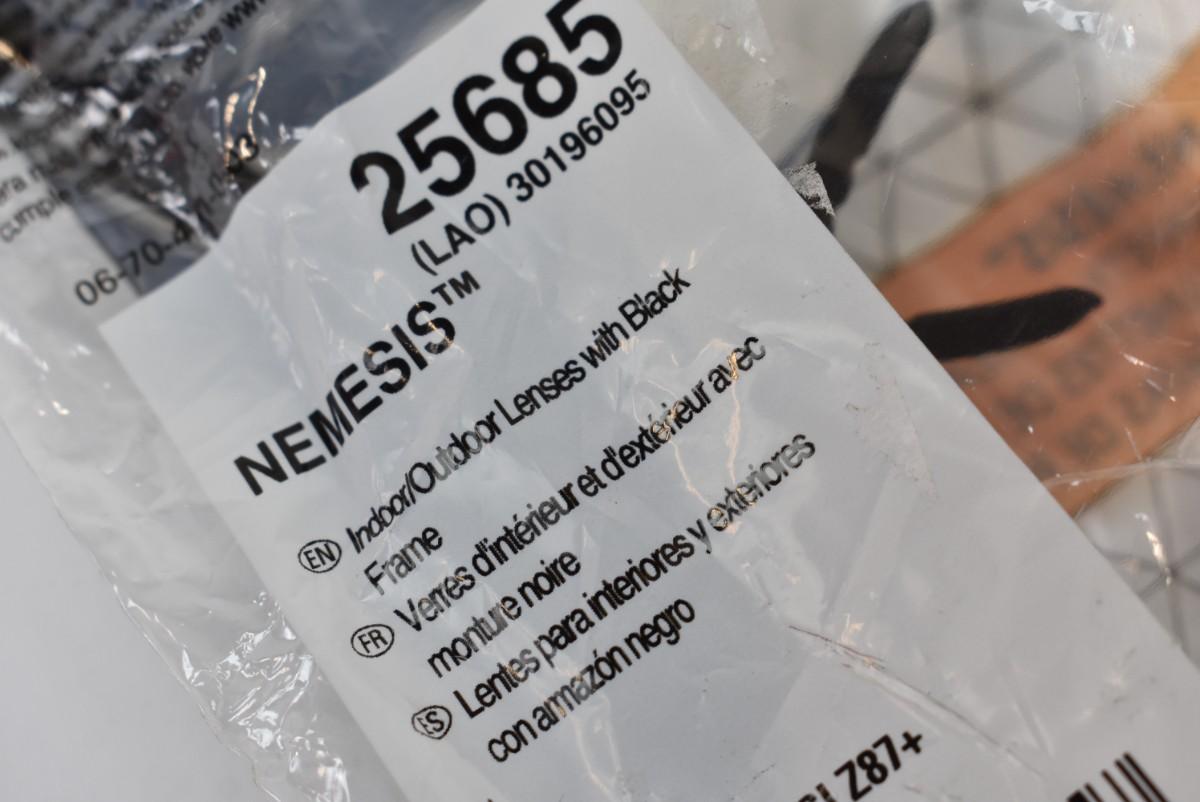 25685
(LAO) 30196095
NEMESIS™
EN Indoor/Outdoor Lenses with Black
Frame
FR Verres d'intérieur et d'extérieur avec
monture noire
ES Lentes para interiores y exteriores
con armazón negro
Z87+
06-70-4
cumple